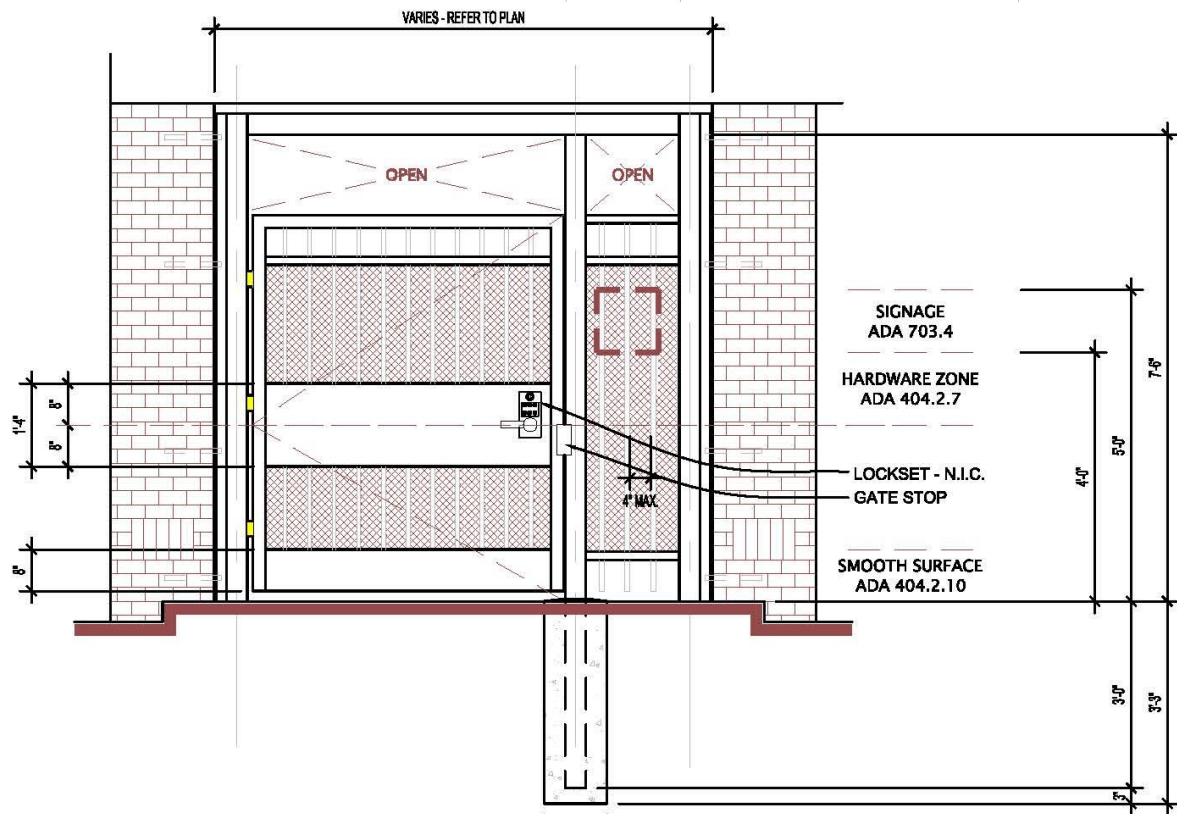 VARIES - REFER TO PLAN
OPEN
OPEN
SIGNAGE
ADA 703.4
HARDWARE ZONE
ADA 404.2.7
7'-6"
5'-0"
4'-0"
1'-4"
8"
8"
LOCKSET - N.I.C.
GATE STOP
4" MAX.
8"
SMOOTH SURFACE
ADA 404.2.10
3'-0"
3'-3"
3"